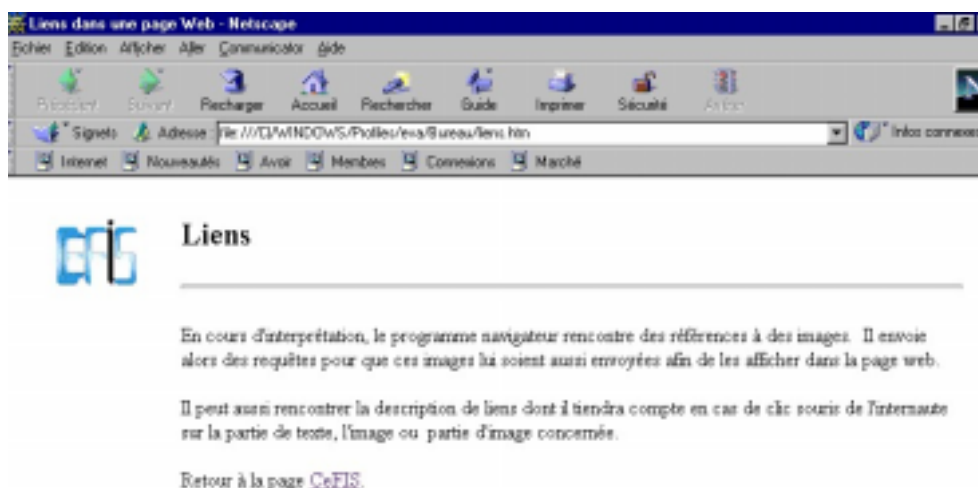 Liens dans une page Web - Netscape
Fichier Edition Afficher Aller Communicator Aide
Précédent Suivant Recharger Accueil Rechercher Guide Imprimer Sécurité Arrêter
Signets Adresse file:///C|/WINDOWS/Profiles/eva/Bureau/liens.htm Infos connexes
Internet Nouveautés A voir Membres Connexions Marché
CEFIS
Liens
En cours d'interprétation, le programme navigateur rencontre des références à des images. Il envoie
alors des requêtes pour que ces images lui soient aussi envoyées afin de les afficher dans la page web.
Il peut aussi rencontrer la description de liens dont il tiendra compte en cas de clic souris de l'internaute
sur la partie de texte, l'image ou partie d'image concernée.
Retour à la page CeFIS.